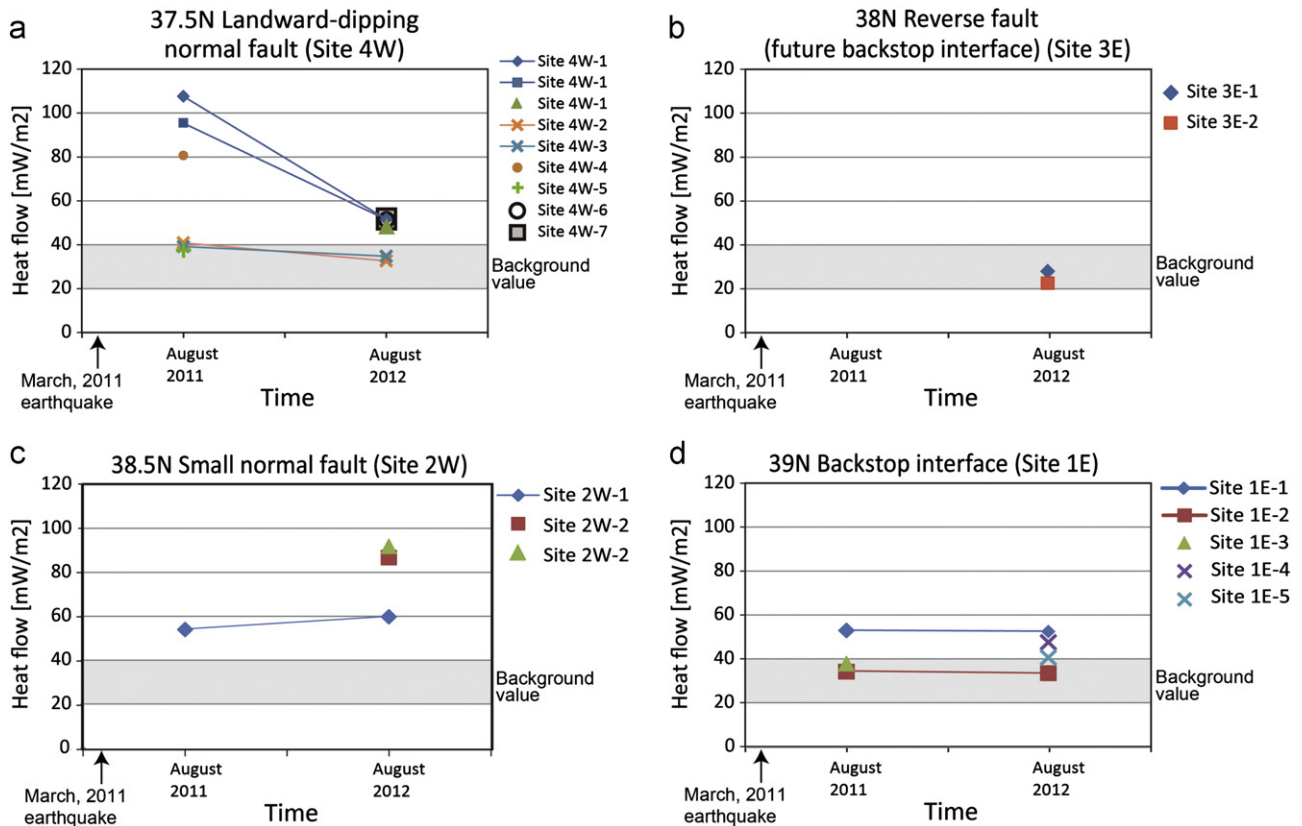 a
37.5N Landward-dipping
normal fault (Site 4W)
Heat flow [mW/m2]
120
100
80
60
40
20
0
Site 4W-1
Site 4W-1
Site 4W-1
Site 4W-2
Site 4W-3
Site 4W-4
Site 4W-5
Site 4W-6
Site 4W-7
Background
value
August
2011
August
2012
March, 2011
earthquake
Time
b
38N Reverse fault
(future backstop interface) (Site 3E)
Heat flow [mW/m2]
120
100
80
60
40
20
0
Site 3E-1
Site 3E-2
Background
value
August
2011
August
2012
March, 2011
earthquake
Time
c
38.5N Small normal fault (Site 2W)
Heat flow [mW/m2]
120
100
80
60
40
20
0
Site 2W-1
Site 2W-2
Site 2W-2
Background
value
August
2011
August
2012
March, 2011
earthquake
Time
d
39N Backstop interface (Site 1E)
Heat flow [mW/m2]
120
100
80
60
40
20
0
Site 1E-1
Site 1E-2
Site 1E-3
Site 1E-4
Site 1E-5
Background
value
August
2011
August
2012
March, 2011
earthquake
Time